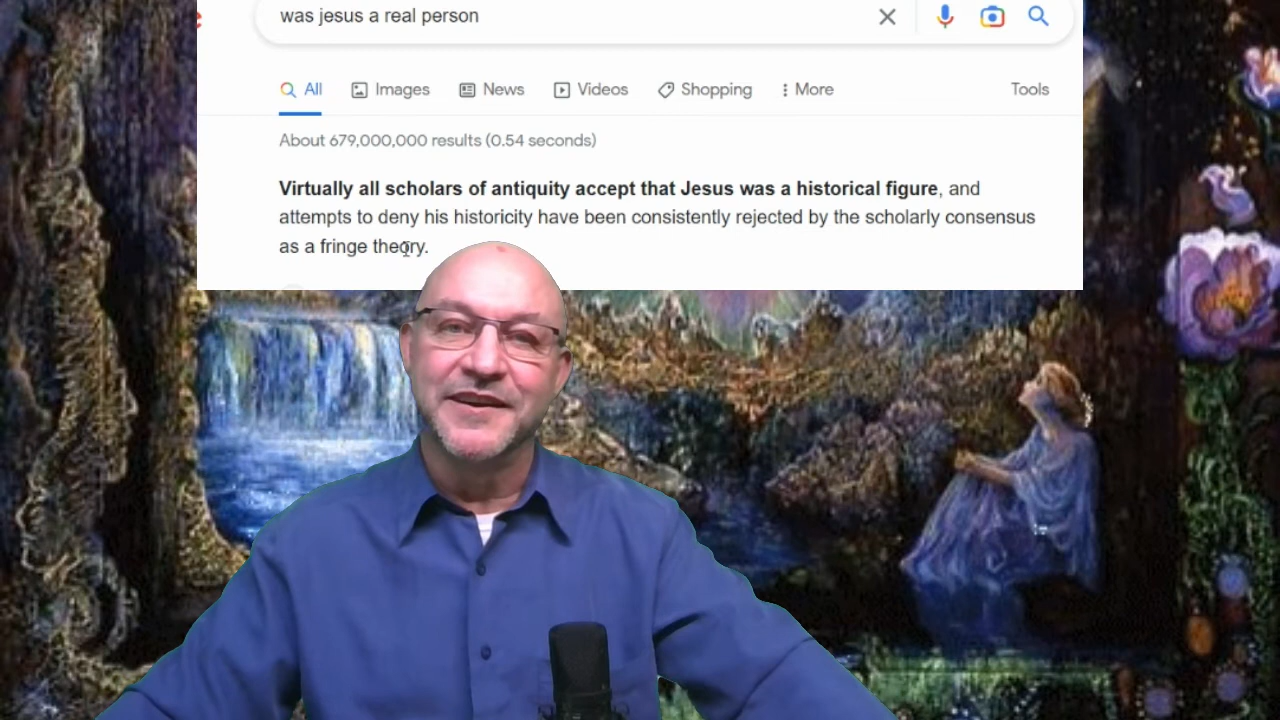 was jesus a real person
All Images News Videos Shopping More Tools
About 679,000,000 results (0.54 seconds)
Virtually all scholars of antiquity accept that Jesus was a historical figure, and
attempts to deny his historicity have been consistently rejected by the scholarly consensus
as a fringe theory.